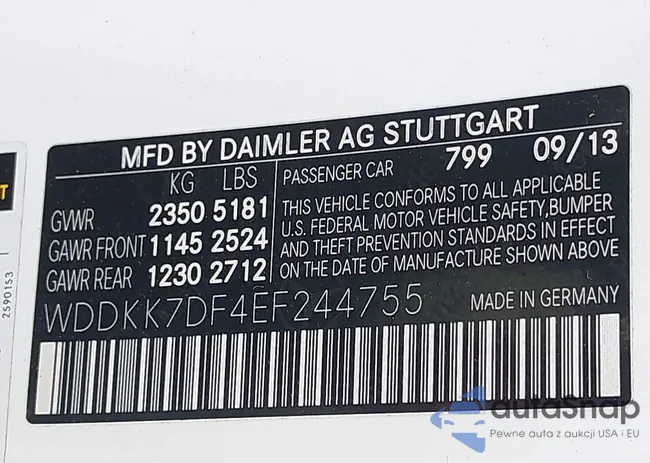 MFD BY DAIMLER AG STUTTGART
KG LBS PASSENGER CAR 799 09/13
GVWR 2350 5181
GAWR FRONT 1145 2524
GAWR REAR 1230 2712
THIS VEHICLE CONFORMS TO ALL APPLICABLE
U.S. FEDERAL MOTOR VEHICLE SAFETY,BUMPER
AND THEFT PREVENTION STANDARDS IN EFFECT
ON THE DATE OF MANUFACTURE SHOWN ABOVE
WDDKK7DF4EF244755 MADE IN GERMANY
2590153
T
autaSnap
Pewne auta z aukcji USA i EU